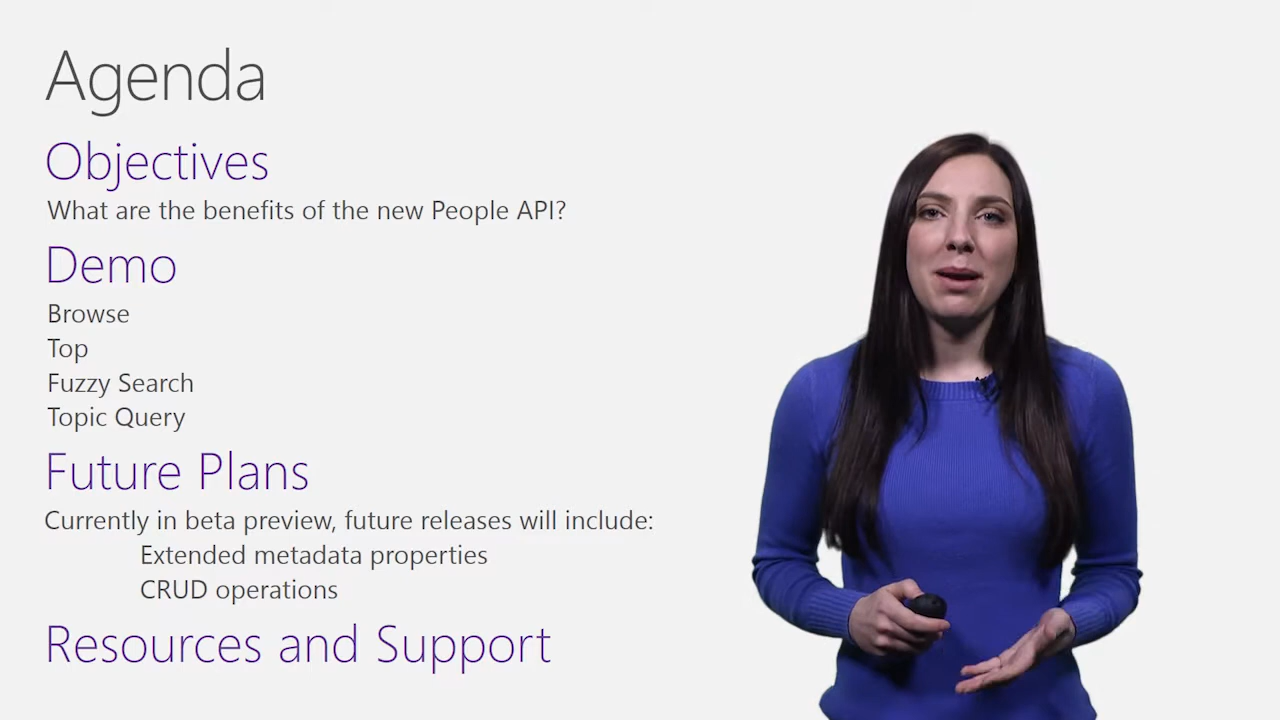 Agenda
Objectives
What are the benefits of the new People API?
Demo
Browse
Top
Fuzzy Search
Topic Query
Future Plans
Currently in beta preview, future releases will include:
Extended metadata properties
CRUD operations
Resources and Support